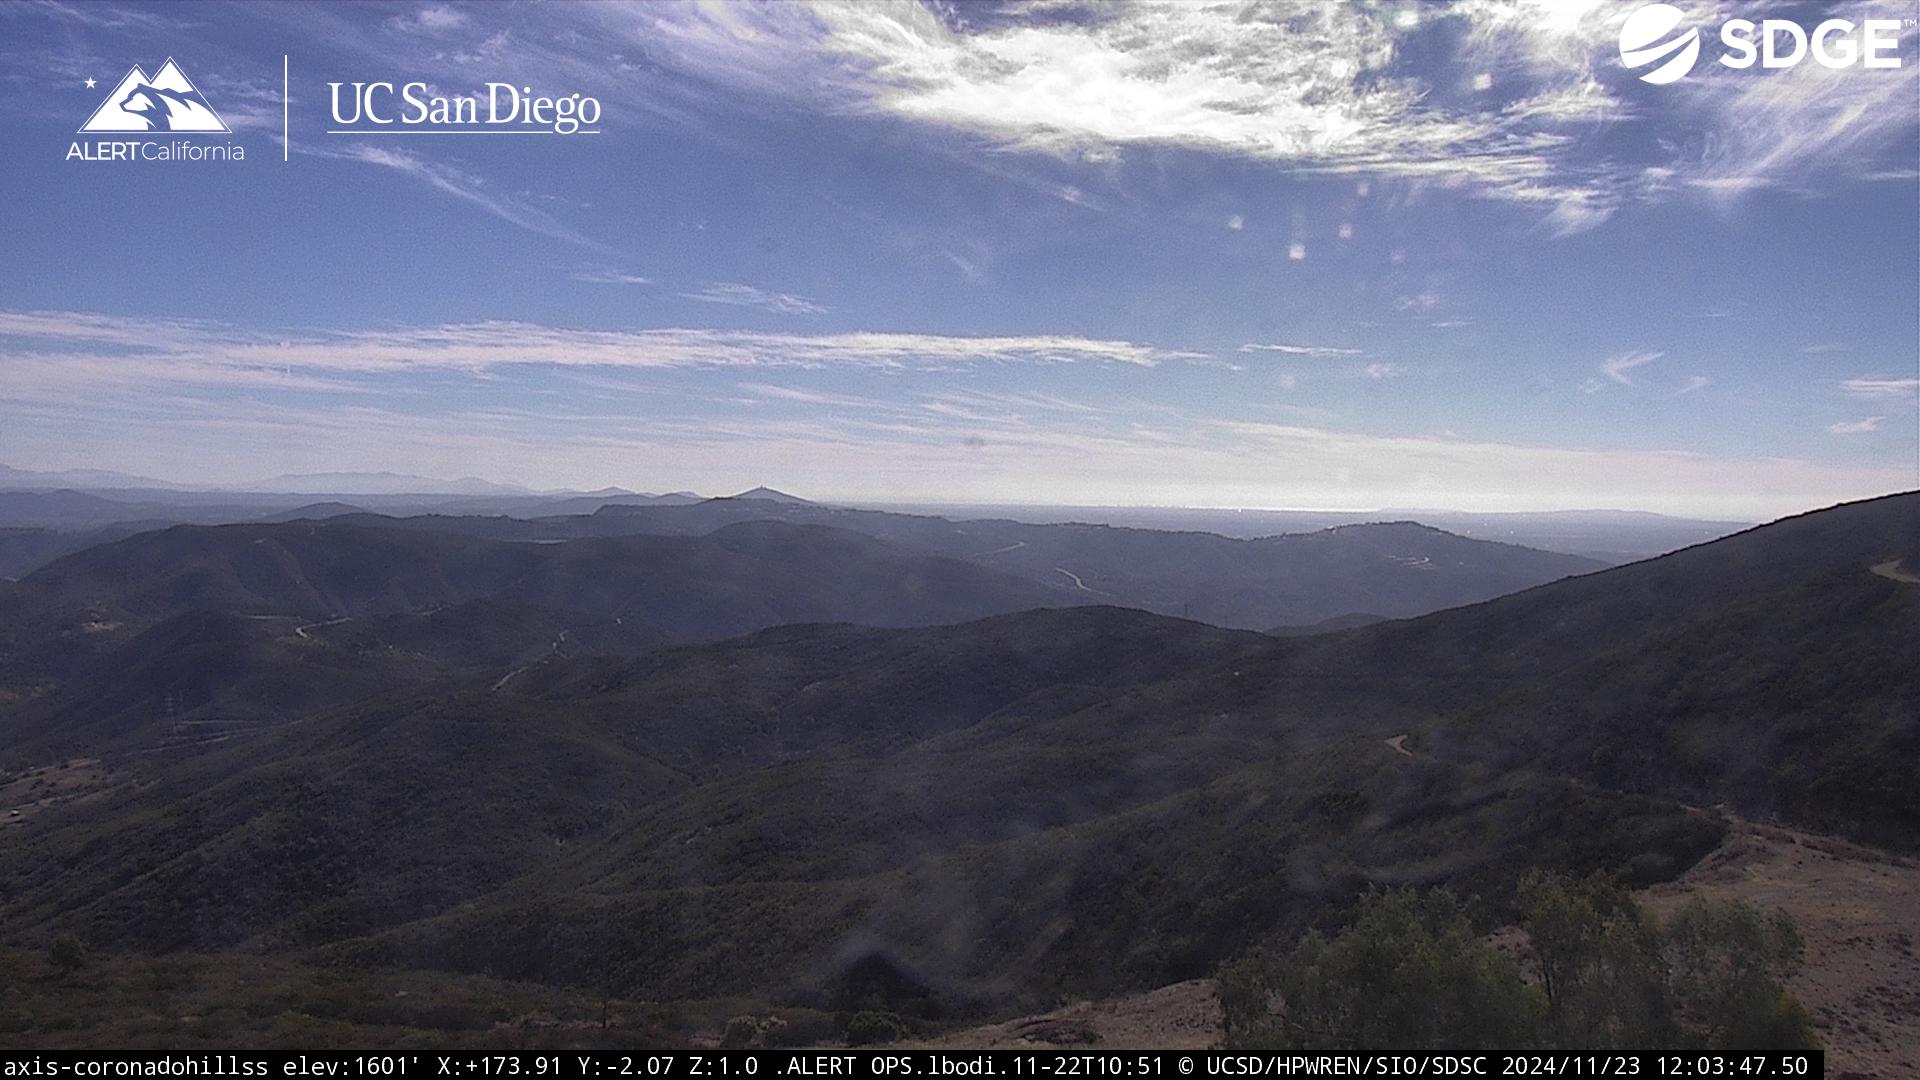 ALERTCalifornia
UC San Diego
SDGE™
axis-coronadohillss elev:1601' X:+173.91 Y:-2.07 Z:1.0 .ALERT OPS.lbodi.11-22T10:51 © UCSD/HPWREN/SIO/SDSC 2024/11/23 12:03:47.50